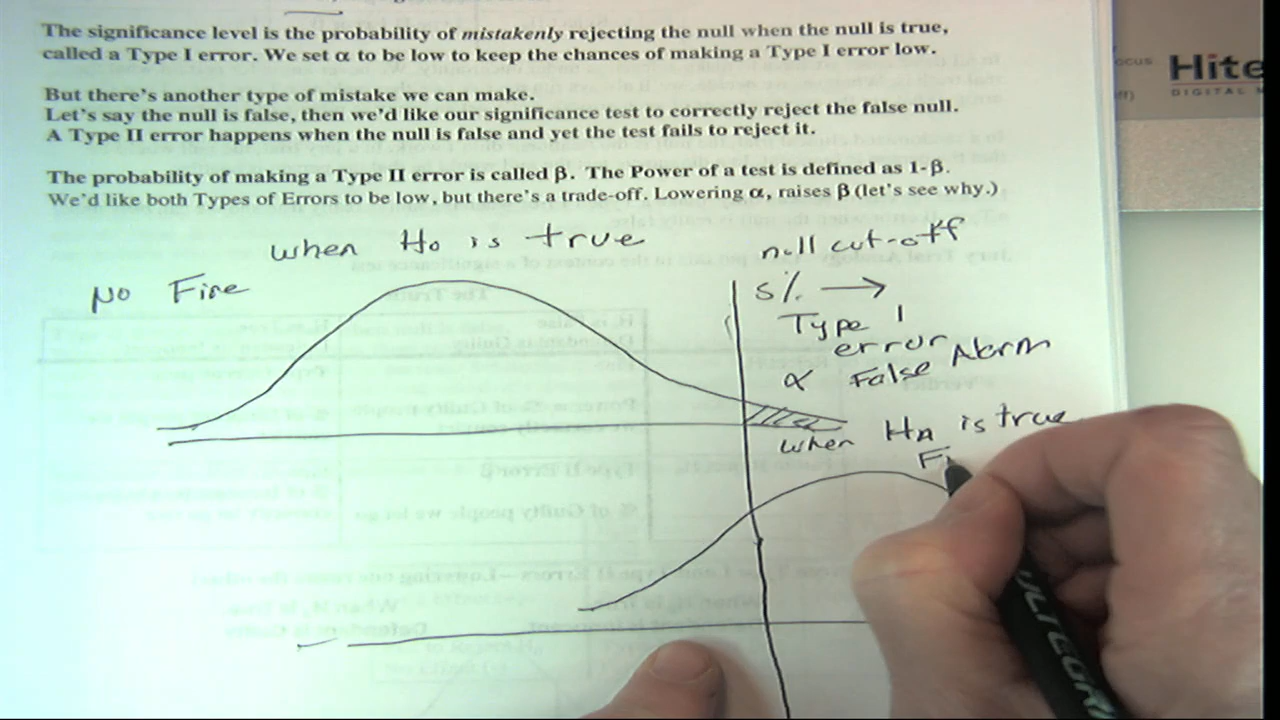 The significance level is the probability of mistakenly rejecting the null when the null is true,
called a Type I error. We set α to be low to keep the chances of making a Type I error low.
But there's another type of mistake we can make.
Let's say the null is false, then we'd like our significance test to correctly reject the false null.
A Type II error happens when the null is false and yet the test fails to reject it.
The probability of making a Type II error is called β. The Power of a test is defined as 1-β.
We'd like both Types of Errors to be low, but there's a trade-off. Lowering α, raises β (let's see why.)
when Ho is true
No Fire
null cut-off
5% →
Type 1
error
α False Alarm
when HA is true
Fi
Hite
DIGITAL
ocus
ULTEGR